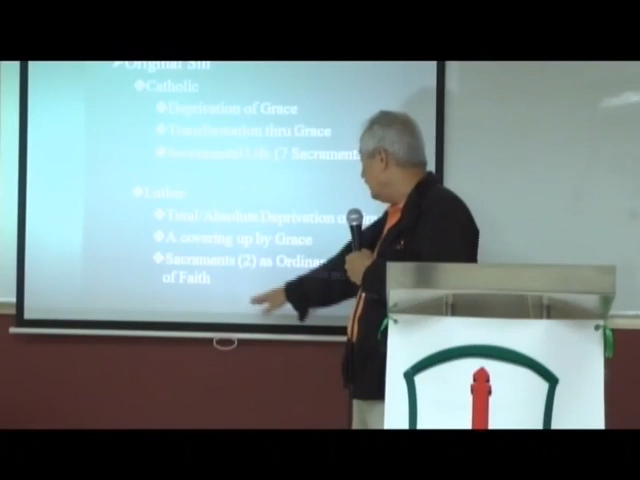 Original Sin
Catholic
Deprivation of Grace
Transformation thru Grace
Sacramental Life (7 Sacraments
Luther
Total/Absolute Deprivation of
A covering up by Grace
Sacraments (2) as
of Faith